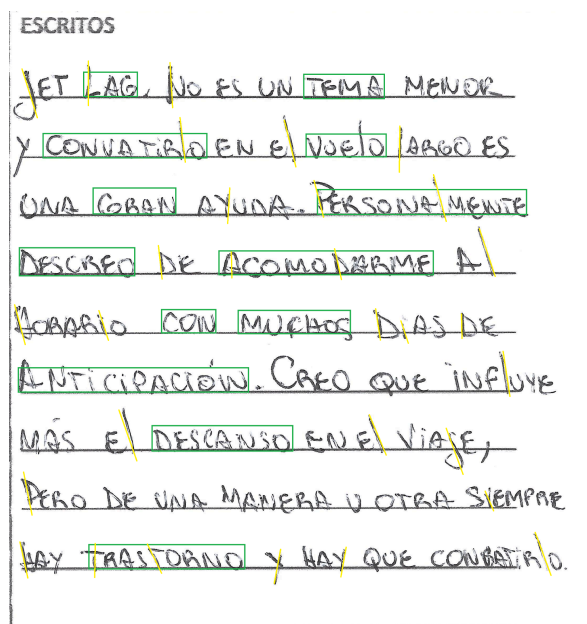 ESCRITOS
JET LAG. NO ES UN TEMA MENOR
Y CONVATIRLO EN El VUElO lARGO ES
UNA GRAN AYUDA. PERSONAlMENTE
DESCREO DE ACOMODARME Al
HORARIO CON MUCHOS DiAS DE
ANTiCiPACIÓN. CREO QUE iNFlUYE
MÁS El DESCANSO EN El ViAJE,
PERO DE UNA MANERA U OTRA SIEMPRE
HAY TRASTORNO Y HAY QUE CONBATIRlO.